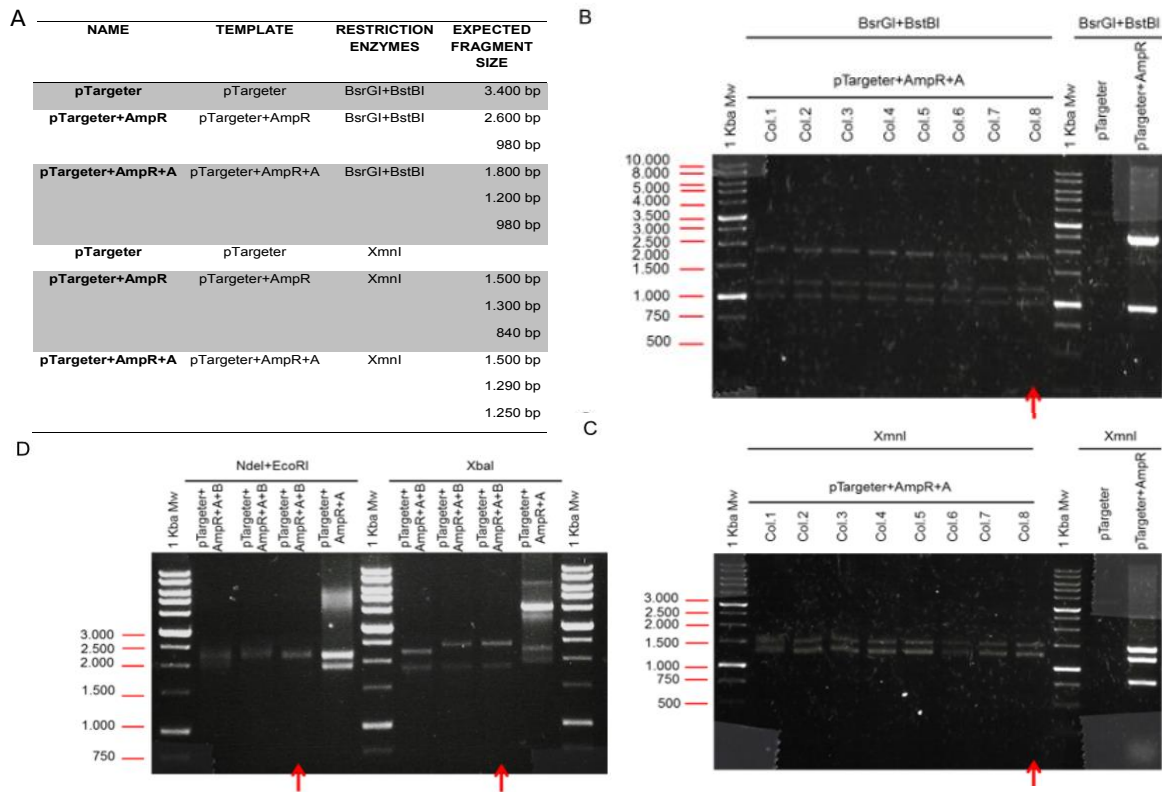 A
NAME TEMPLATE RESTRICTION ENZYMES EXPECTED FRAGMENT SIZE
pTargeter pTargeter BsrGI+BstBI 3.400 bp
pTargeter+AmpR pTargeter+AmpR BsrGI+BstBI 2.600 bp
980 bp
pTargeter+AmpR+A pTargeter+AmpR+A BsrGI+BstBI 1.800 bp
1.200 bp
980 bp
pTargeter pTargeter XmnI
pTargeter+AmpR pTargeter+AmpR XmnI 1.500 bp
1.300 bp
840 bp
pTargeter+AmpR+A pTargeter+AmpR+A XmnI 1.500 bp
1.290 bp
1.250 bp
B
BsrGI+BstBI BsrGI+BstBI
pTargeter+AmpR+A
1 Kba Mw Col.1 Col.2 Col.3 Col.4 Col.5 Col.6 Col.7 Col.8 1 Kba Mw pTargeter pTargeter+AmpR
10.000
8.000
5.000
4.000
3.500
3.000
2.500
2.000
1.500
1.000
750
500
C
XmnI XmnI
pTargeter+AmpR+A
1 Kba Mw Col.1 Col.2 Col.3 Col.4 Col.5 Col.6 Col.7 Col.8 1 Kba Mw pTargeter pTargeter+AmpR
3.000
2.500
2.000
1.500
1.000
750
500
D
NdeI+EcoRI XbaI
1 Kba Mw pTargeter+ AmpR+A+B pTargeter+ AmpR+A+B pTargeter+ AmpR+A+B pTargeter+ AmpR+A 1 Kba Mw pTargeter+ AmpR+A+B pTargeter+ AmpR+A+B pTargeter+ AmpR+A+B pTargeter+ AmpR+A 1 Kba Mw
3.000
2.500
2.000
1.500
1.000
750